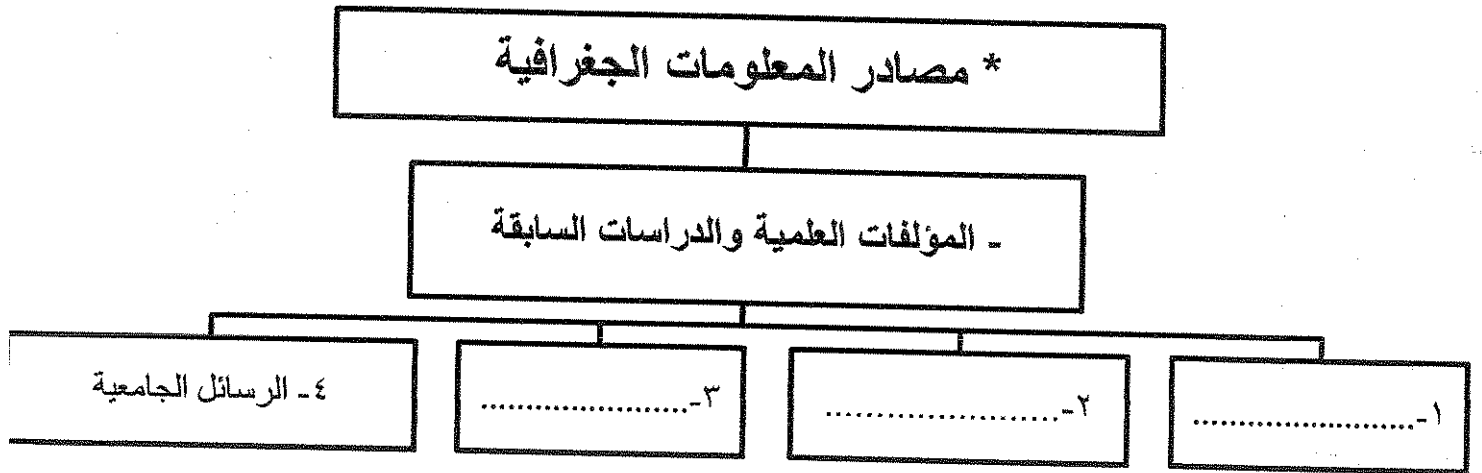 * مصادر المعلومات الجغرافية
- المؤلفات العلمية والدراسات السابقة
١-........................
٢-........................
٣-........................
٤- الرسائل الجامعية